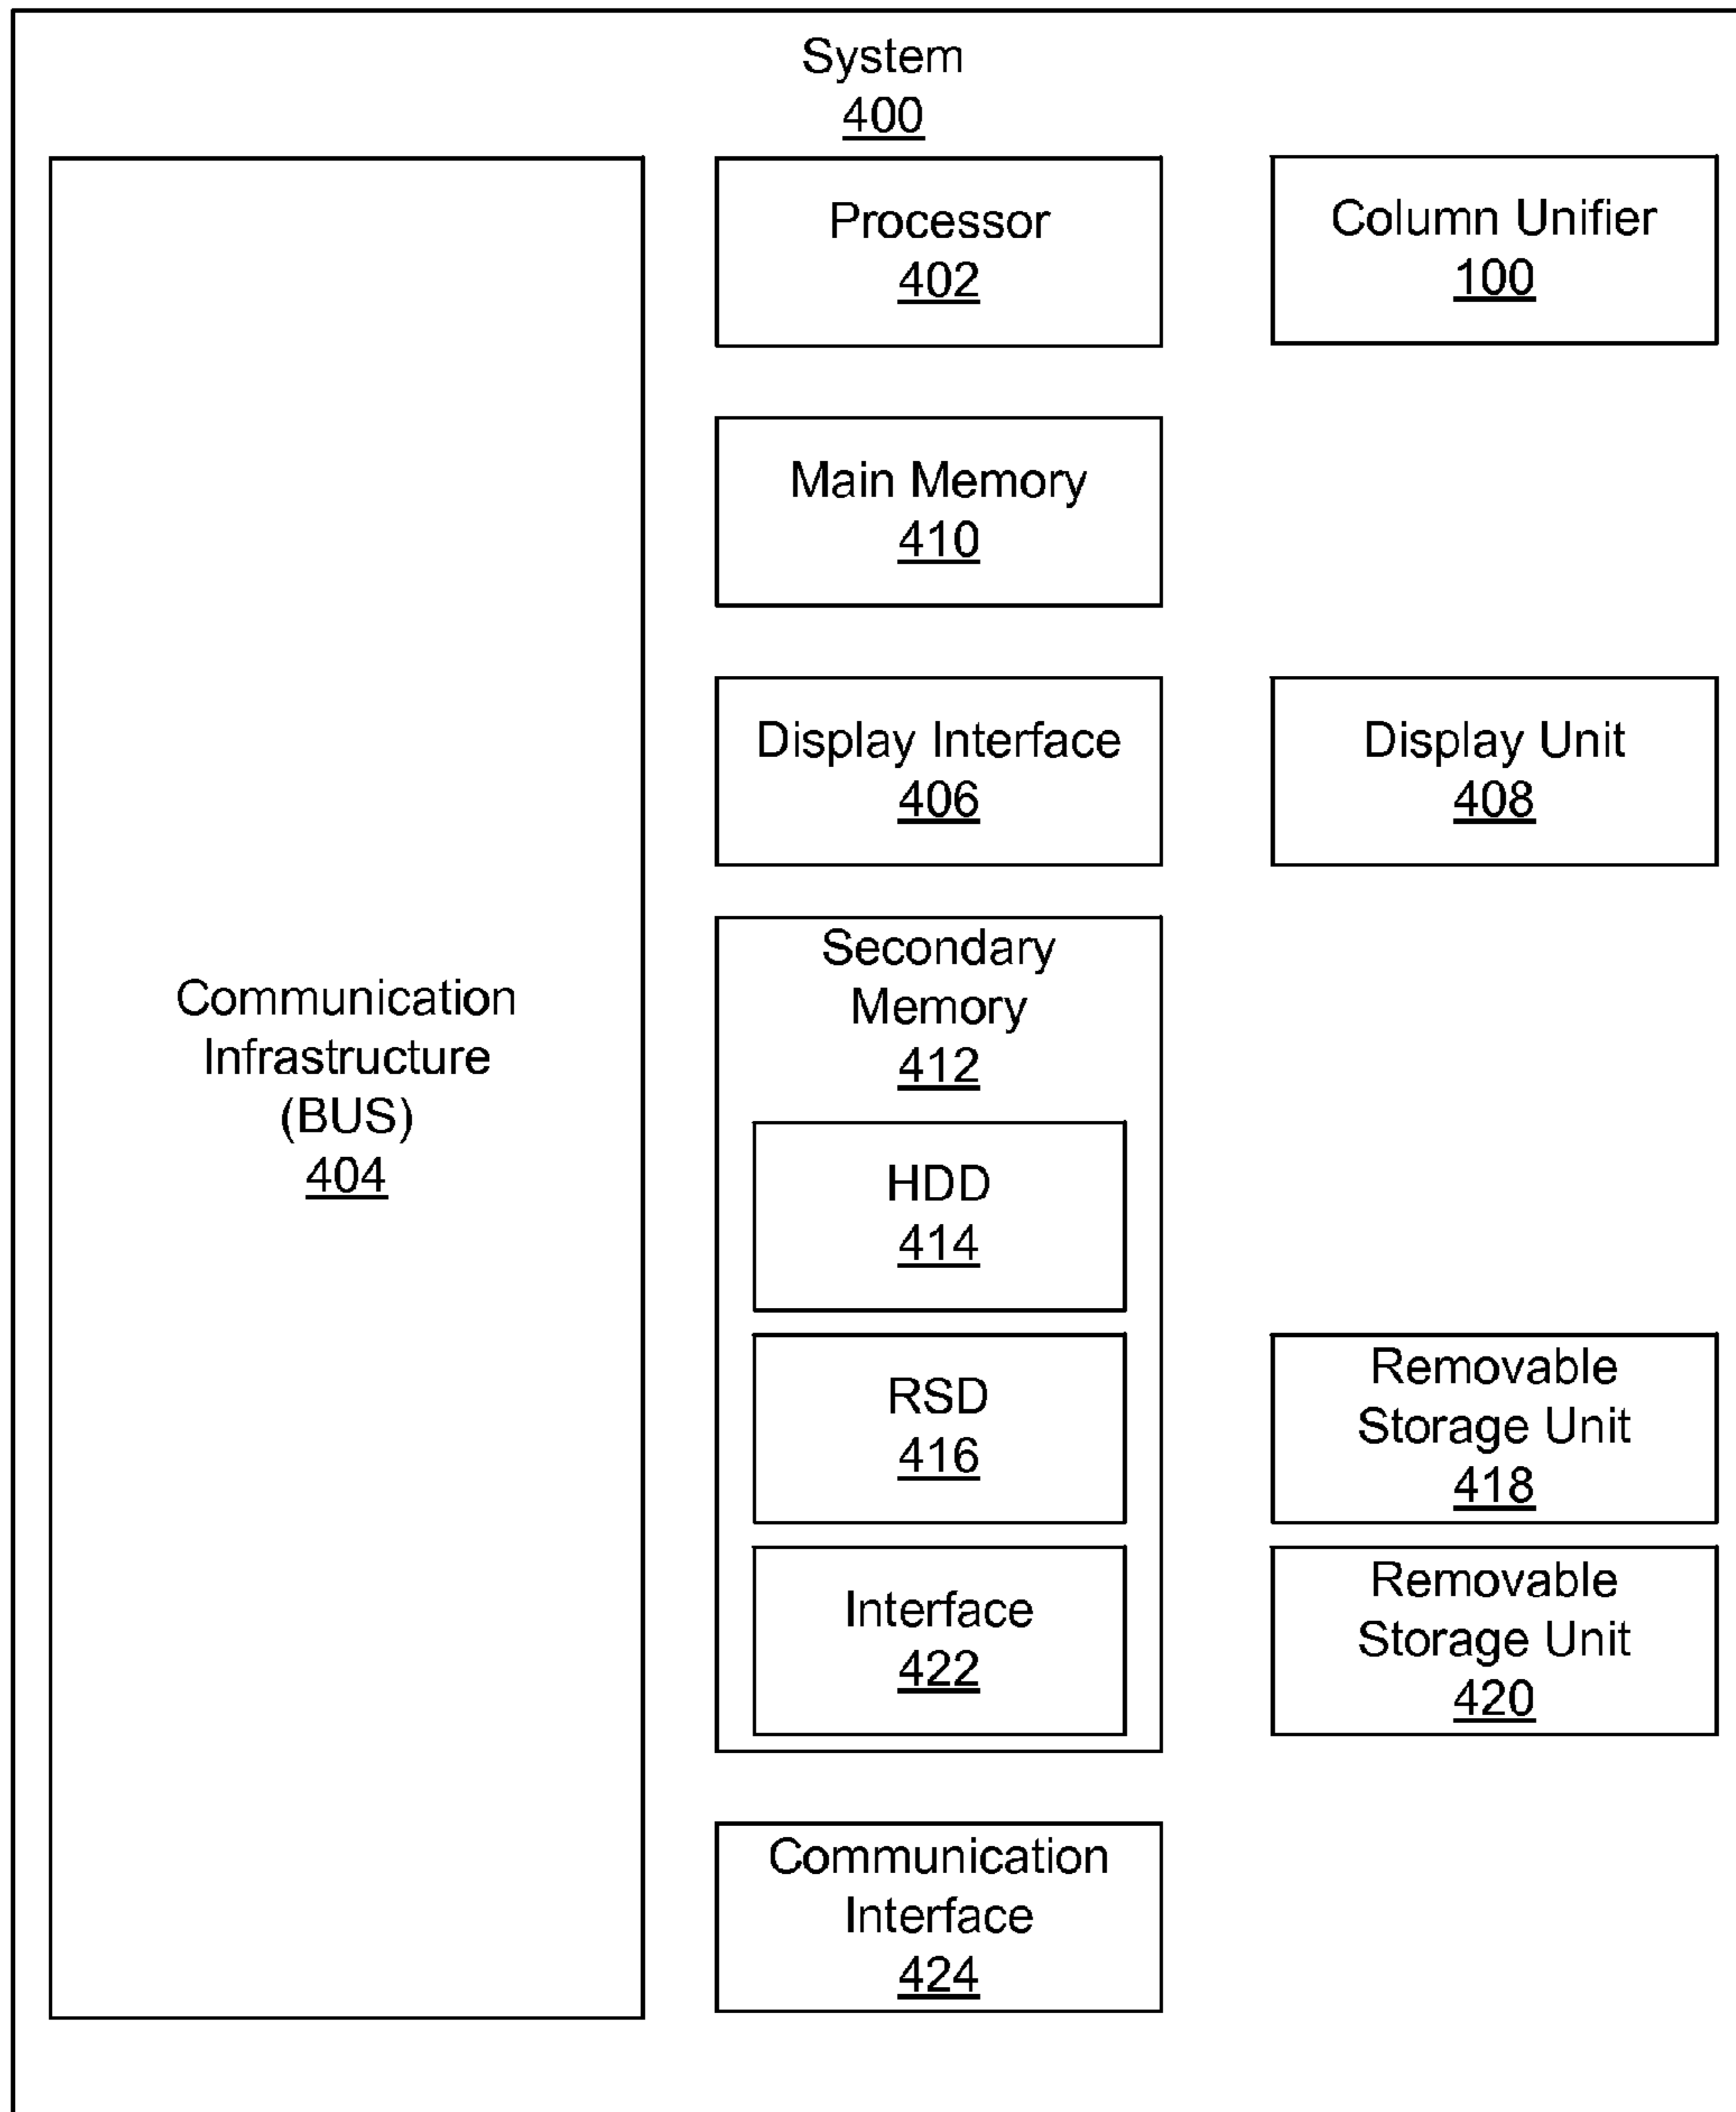 System
400
Processor
402
Column Unifier
100
Main Memory
410
Display Interface
406
Display Unit
408
Communication
Infrastructure
(BUS)
404
Secondary
Memory
412
HDD
414
RSD
416
Removable
Storage Unit
418
Interface
422
Removable
Storage Unit
420
Communication
Interface
424